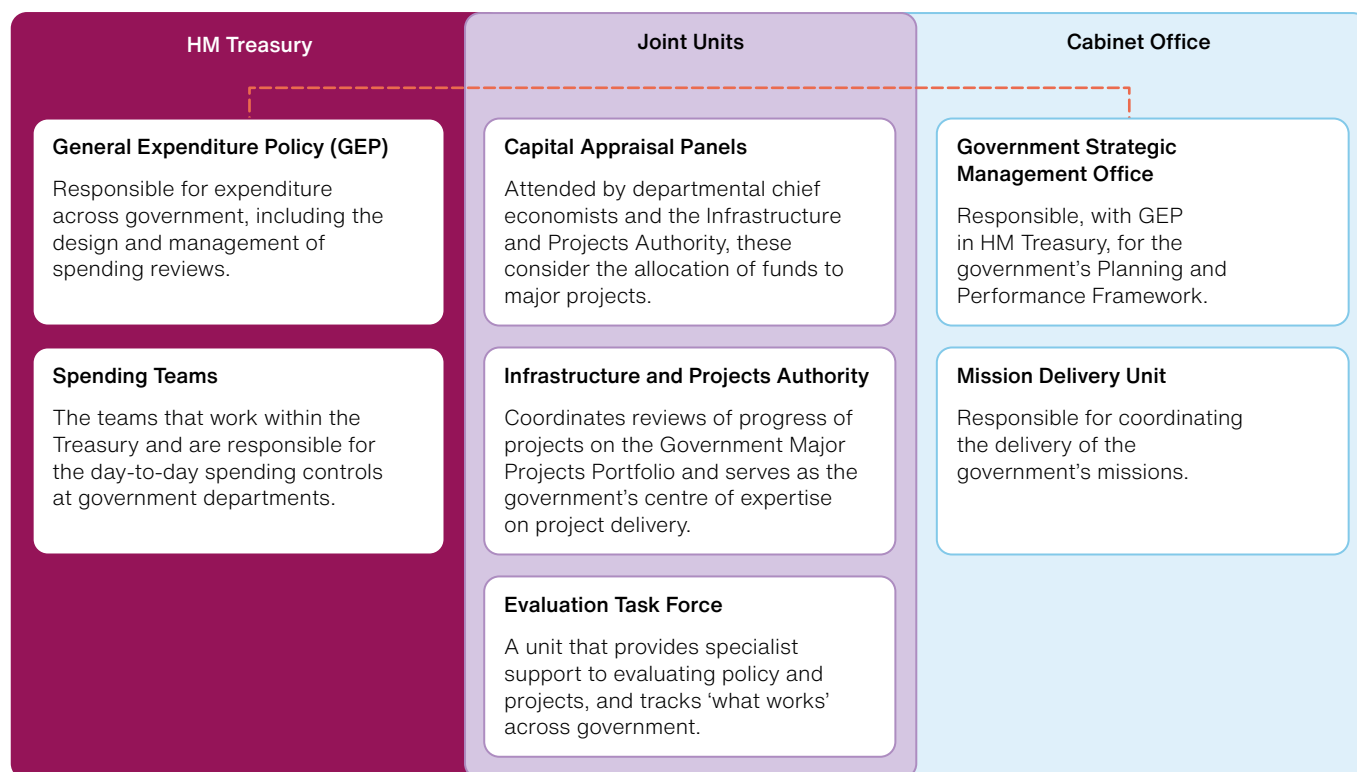 HM Treasury
General Expenditure Policy (GEP)
Responsible for expenditure
across government, including the
design and management of
spending reviews.
Spending Teams
The teams that work within the
Treasury and are responsible for
the day-to-day spending controls
at government departments.
Joint Units
Capital Appraisal Panels
Attended by departmental chief
economists and the Infrastructure
and Projects Authority, these
consider the allocation of funds to
major projects.
Infrastructure and Projects Authority
Coordinates reviews of progress of
projects on the Government Major
Projects Portfolio and serves as the
government’s centre of expertise
on project delivery.
Evaluation Task Force
A unit that provides specialist
support to evaluating policy and
projects, and tracks ‘what works’
across government.
Cabinet Office
Government Strategic
Management Office
Responsible, with GEP
in HM Treasury, for the
government’s Planning and
Performance Framework.
Mission Delivery Unit
Responsible for coordinating
the delivery of the
government’s missions.